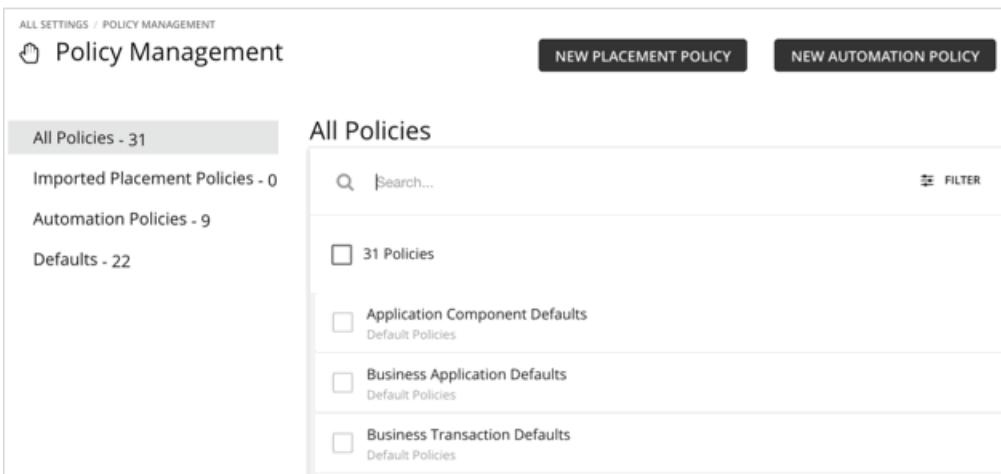 ALL SETTINGS / POLICY MANAGEMENT
Policy Management
NEW PLACEMENT POLICY
NEW AUTOMATION POLICY
All Policies - 31
Imported Placement Policies - 0
Automation Policies - 9
Defaults - 22
All Policies
Search...
FILTER
31 Policies
Application Component Defaults
Default Policies
Business Application Defaults
Default Policies
Business Transaction Defaults
Default Policies